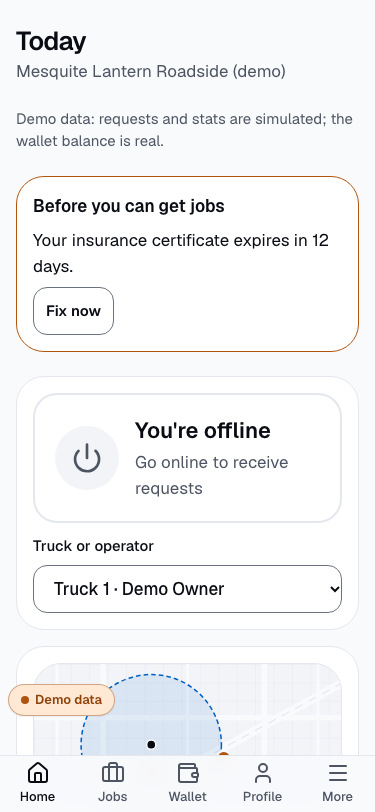 Today
Mesquite Lantern Roadside (demo)
Demo data: requests and stats are simulated; the
wallet balance is real.
Before you can get jobs
Your insurance certificate expires in 12
days.
Fix now
You're offline
Go online to receive
requests
Truck or operator
Truck 1 · Demo Owner
Demo data
Home
Jobs
Wallet
Profile
More